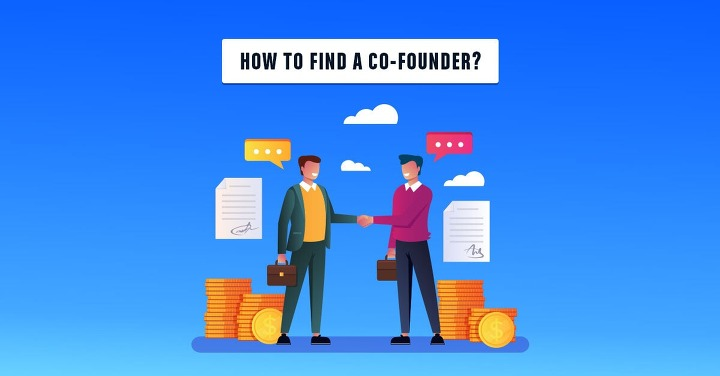 HOW TO FIND A CO-FOUNDER?